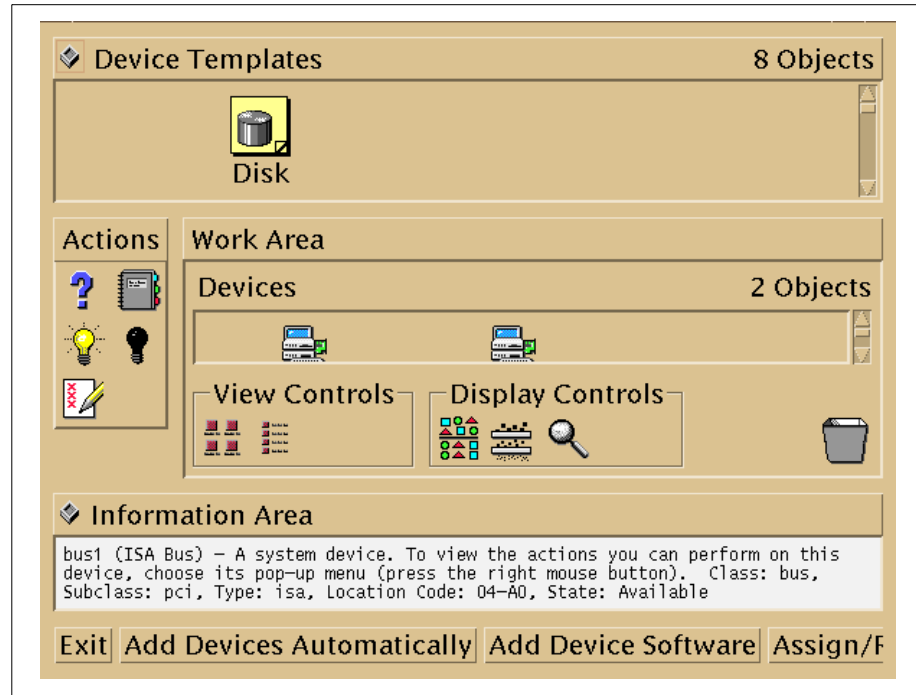 Device Templates 8 Objects
Disk
Actions
Work Area
Devices 2 Objects
View Controls
Display Controls
Information Area
bus1 (ISA Bus) – A system device. To view the actions you can perform on this
device, choose its pop-up menu (press the right mouse button). Class: bus,
Subclass: pci, Type: isa, Location Code: 04-A0, State: Available
Exit Add Devices Automatically Add Device Software Assign/